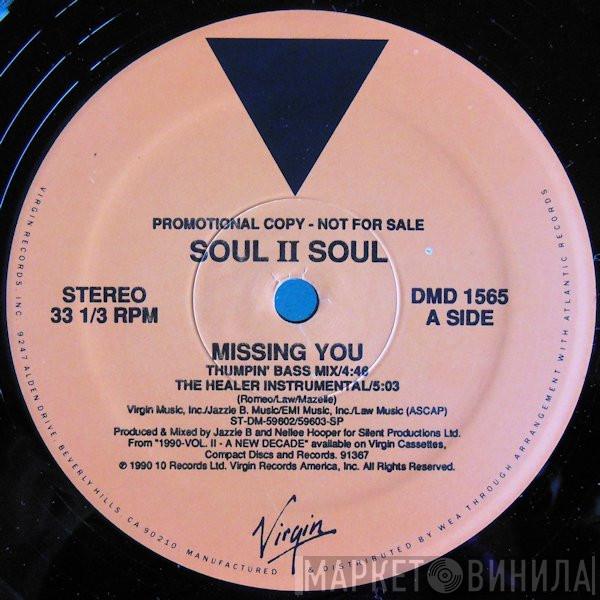 PROMOTIONAL COPY - NOT FOR SALE
SOUL II SOUL
STEREO
33 1/3 RPM
DMD 1565
A SIDE
MISSING YOU
THUMPIN' BASS MIX/4:46
THE HEALER INSTRUMENTAL/5:03
(Romeo/Law/Mazelle)
Virgin Music, Inc./Jazzie B. Music/EMI Music, Inc./Law Music (ASCAP)
ST-DM-59602/59603-SP
Produced & Mixed by Jazzie B and Nellee Hooper for Silent Productions Ltd.
From "1990-VOL. II - A NEW DECADE" available on Virgin Cassettes,
Compact Discs and Records. 91367
℗ 1990 10 Records Ltd. Virgin Records America, Inc. All Rights Reserved.
Virgin
VIRGIN RECORDS, INC. 9247 ALDEN DRIVE, BEVERLY HILLS, CA 90210 MANUFACTURED & DISTRIBUTED BY WEA THROUGH ARRANGEMENT WITH ATLANTIC RECORDS
МАРКЕТ ВИНИЛА